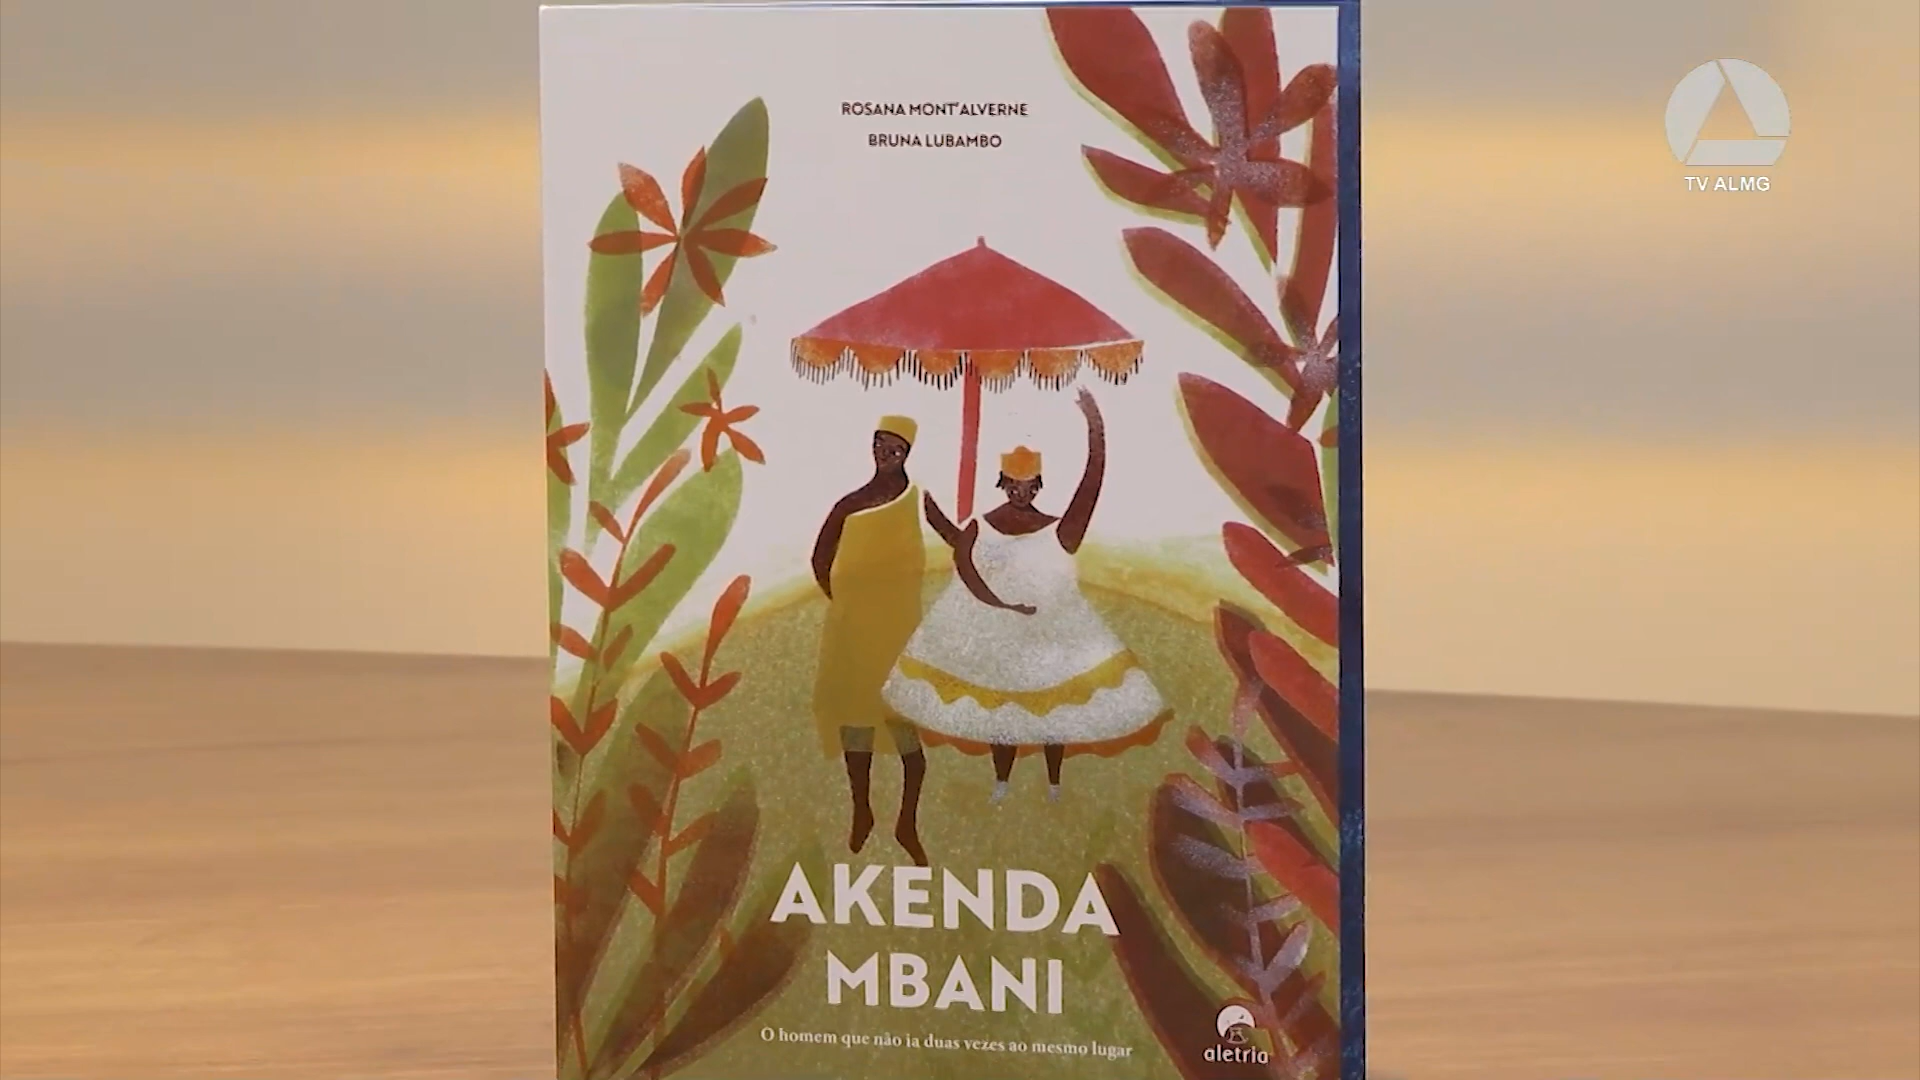 ROSANA MONT'ALVERNE
BRUNA LUBAMBO
TV ALMG
AKENDA
MBANI
O homem que não ia duas vezes ao mesmo lugar
aletria